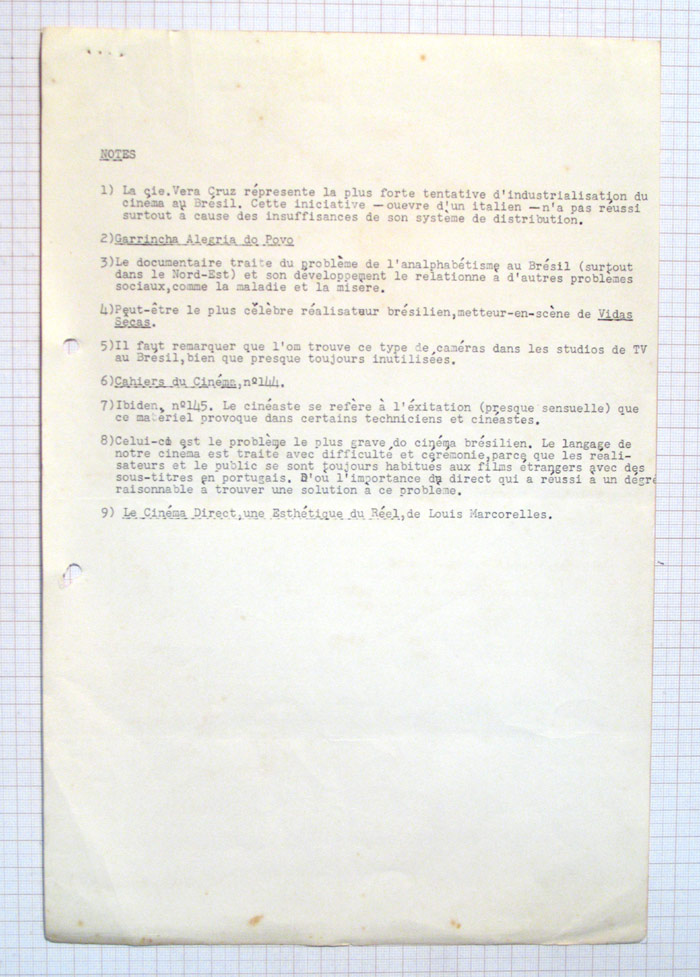 NOTES
1) La çie.Vera Çruz répresente la plus forte tentative d'industrialisation du
cinéma au Brésil. Cette iniciative —ouevre d'un italien —n'a pas réussi
surtout à cause des insuffisances de son système de distribution.
2)Garrincha Alegria do Povo
3)Le documentaire traite du problème de l'analphabétisme au Brésil (surtout
dans le Nord-Est) et son développement le relationne à d'autres problèmes
sociaux,comme la maladie et la misère.
4)Peut-être le plus célèbre réalisateur brésilien,metteur-en-scène de Vidas
Seças.
5)Il faut remarquer que l'om trouve ce type de caméras dans les studios de TV
au Brésil,bien que presque toujours inutilisées.
6)Cahiers du Cinéma,nº144.
7)Ibiden, nº145. Le cinéaste se refère à l'éxitation (presque sensuelle) que
ce matériel provoque dans certains techniciens et cinéastes.
8)Celui-ci est le problème le plus grave do cinéma brésilien. Le langage de
notre cinéma est traité avec difficulté et cérémonie,parce que les réali-
sateurs et le public se sont toujours habitués aux films étrangers avec des
sous-titres en portugais. D'où l'importance du direct qui a réussi à un dégré
raisonnable a trouver une solution à ce problème.
9) Le Cinéma Direct,une Esthétique du Réel,de Louis Marcorelles.